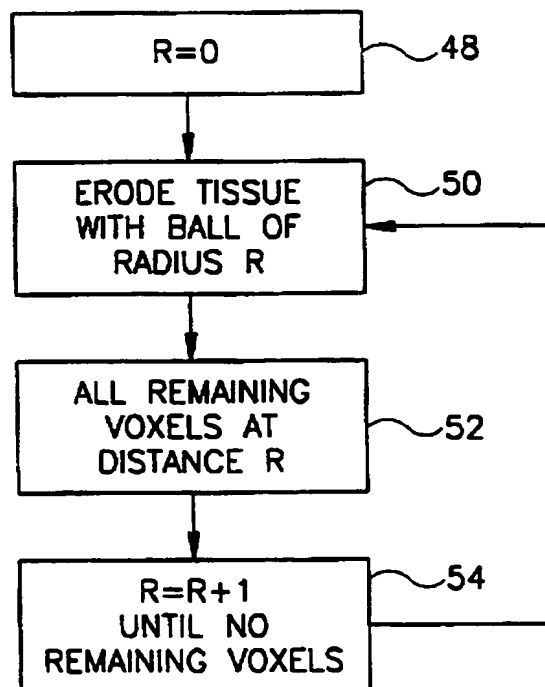 R=0
48
ERODE TISSUE
WITH BALL OF
RADIUS R
50
ALL REMAINING
VOXELS AT
DISTANCE R
52
R=R+1
UNTIL NO
REMAINING VOXELS
54